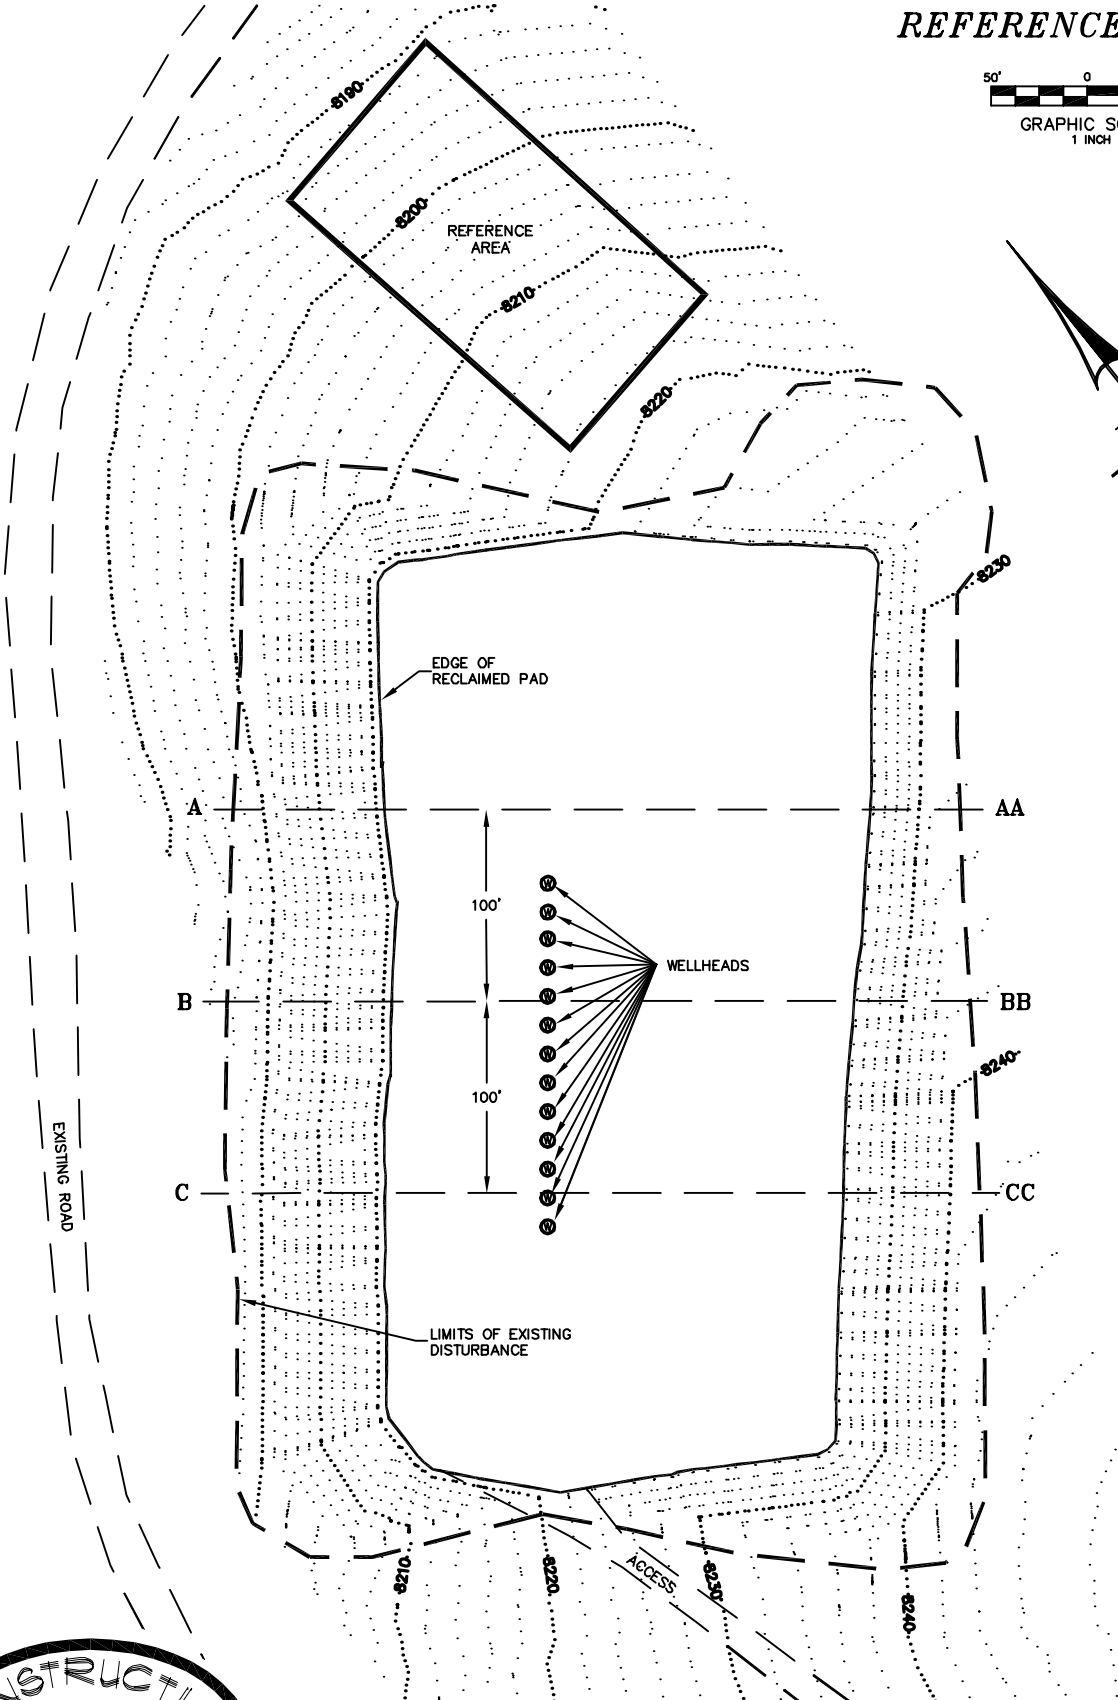 REFERENCE
50' 0
GRAPHIC
1 INCH
8190
8200
REFERENCE
AREA
8210
8220
8230
EDGE OF
RECLAIMED PAD
A AA
W
100'
W
W
WELLHEADS
W
W
B BB
W
W
8240
W
100'
W
W
W
C CC
W
W
EXISTING ROAD
LIMITS OF EXISTING
DISTURBANCE
8210
8220
ACCESS
8230
8240